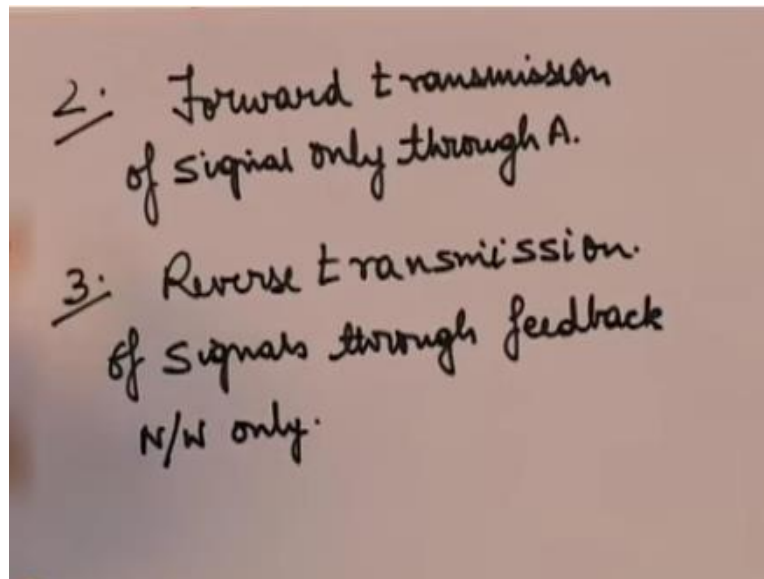 2. Forward transmission
of signal only through A.
3. Reverse transmission.
of signals through feedback
N/W only.